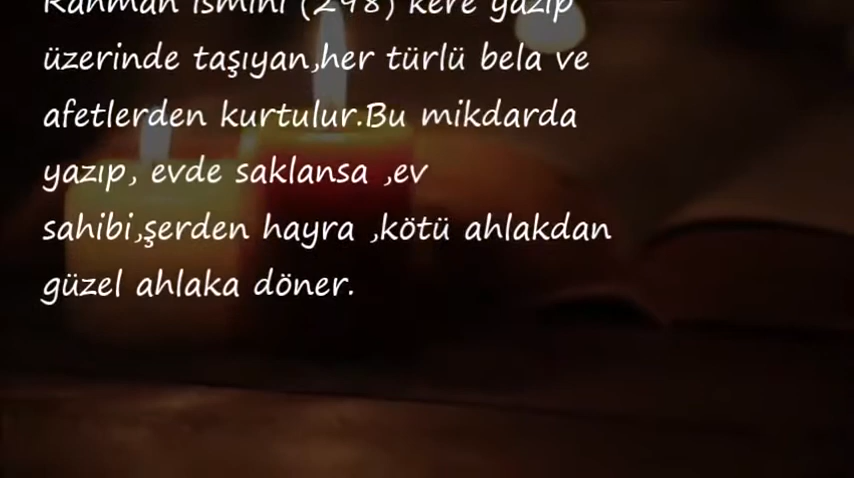 Rahman ismini (298) kere yazıp
üzerinde taşıyan,her türlü bela ve
afetlerden kurtulur.Bu mikdarda
yazıp, evde saklansa ,ev
sahibi,şerden hayra ,kötü ahlakdan
güzel ahlaka döner.